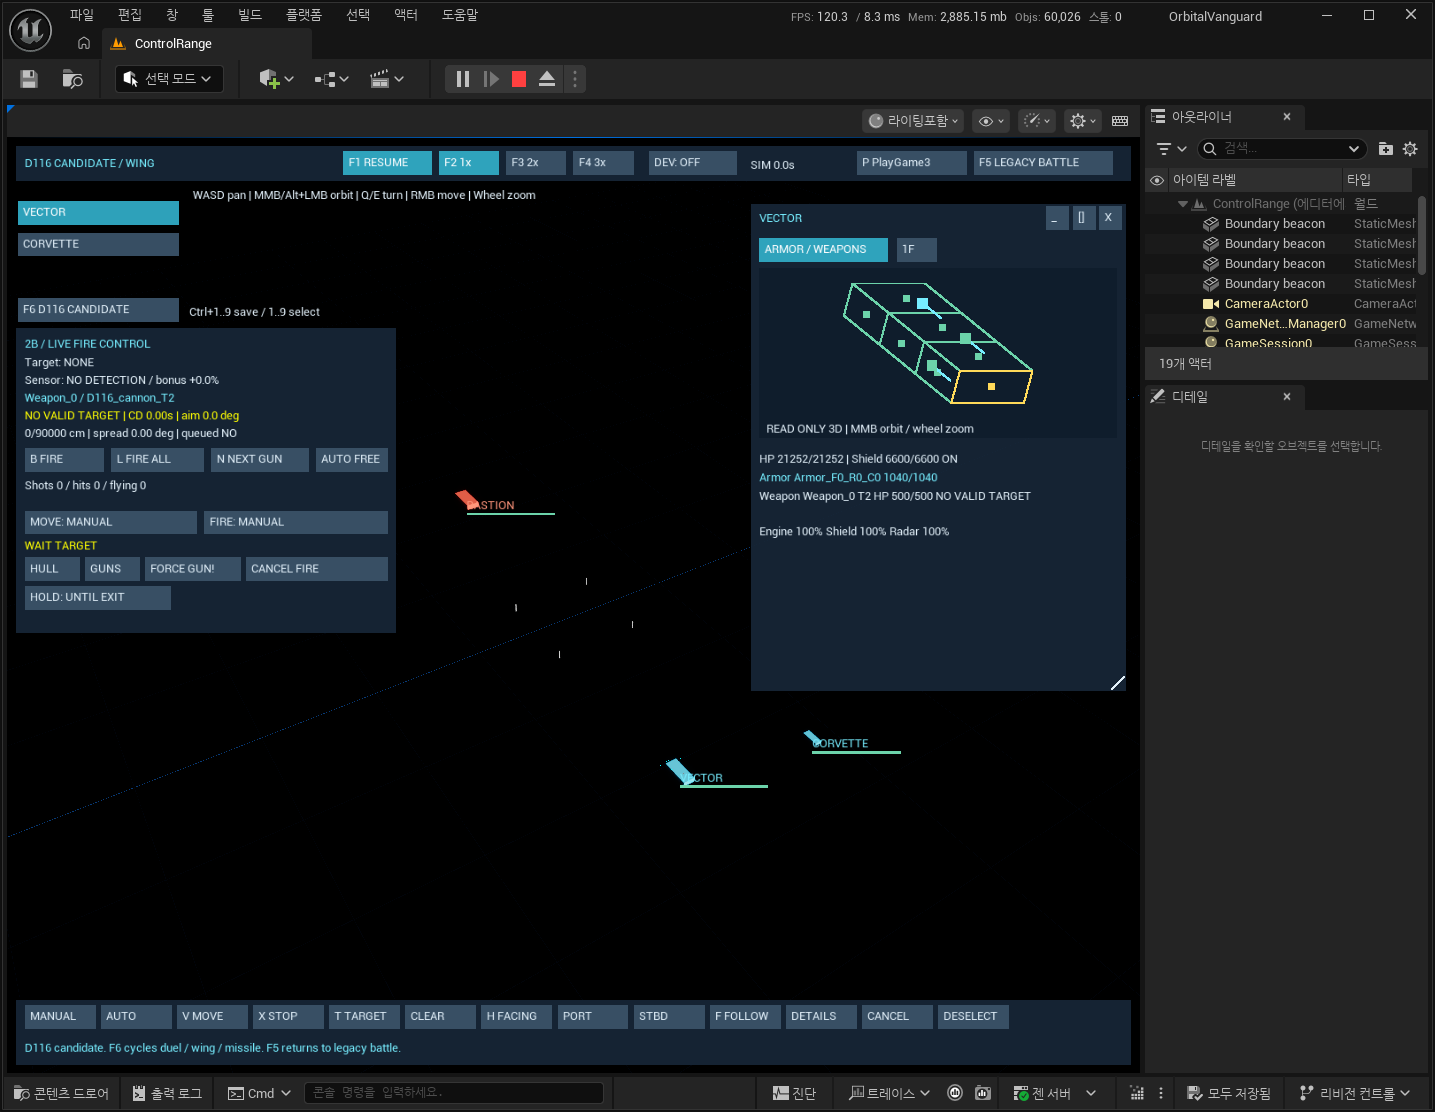 파일 편집 창 툴 빌드 플랫폼 선택 액터 도움말
FPS: 120.3 / 8.3 ms Mem: 2,885.15 mb Objs: 60,026 스톨: 0
OrbitalVanguard
ControlRange
선택 모드
라이팅포함
D116 CANDIDATE / WING
F1 RESUME
F2 1x
F3 2x
F4 3x
DEV: OFF
SIM 0.0s
P PlayGame3
F5 LEGACY BATTLE
WASD pan | MMB/Alt+LMB orbit | Q/E turn | RMB move | Wheel zoom
VECTOR
CORVETTE
F6 D116 CANDIDATE
Ctrl+1..9 save / 1..9 select
2B / LIVE FIRE CONTROL
Target: NONE
Sensor: NO DETECTION / bonus +0.0%
Weapon_0 / D116_cannon_T2
NO VALID TARGET | CD 0.00s | aim 0.0 deg
0/90000 cm | spread 0.00 deg | queued NO
B FIRE
L FIRE ALL
N NEXT GUN
AUTO FREE
Shots 0 / hits 0 / flying 0
MOVE: MANUAL
FIRE: MANUAL
WAIT TARGET
HULL
GUNS
FORCE GUN!
CANCEL FIRE
HOLD: UNTIL EXIT
VECTOR
_ [] X
ARMOR / WEAPONS
1F
READ ONLY 3D | MMB orbit / wheel zoom
HP 21252/21252 | Shield 6600/6600 ON
Armor Armor_F0_R0_C0 1040/1040
Weapon Weapon_0 T2 HP 500/500 NO VALID TARGET
Engine 100% Shield 100% Radar 100%
BASTION
CORVETTE
VECTOR
MANUAL
AUTO
V MOVE
X STOP
T TARGET
CLEAR
H FACING
PORT
STBD
F FOLLOW
DETAILS
CANCEL
DESELECT
D116 candidate. F6 cycles duel / wing / missile. F5 returns to legacy battle.
아웃라이너
검색...
아이템 라벨 타입
ControlRange (에디터에 월드
Boundary beacon StaticMesh
Boundary beacon StaticMesh
Boundary beacon StaticMesh
Boundary beacon StaticMesh
CameraActor0 CameraAct
GameNet...Manager0 GameNetw
GameSession0 GameSess
19개 액터
디테일
디테일을 확인할 오브젝트를 선택합니다.
콘텐츠 드로어
출력 로그
Cmd
콘솔 명령을 입력하세요.
진단
트레이스
젠 서버
모두 저장됨
리비전 컨트롤